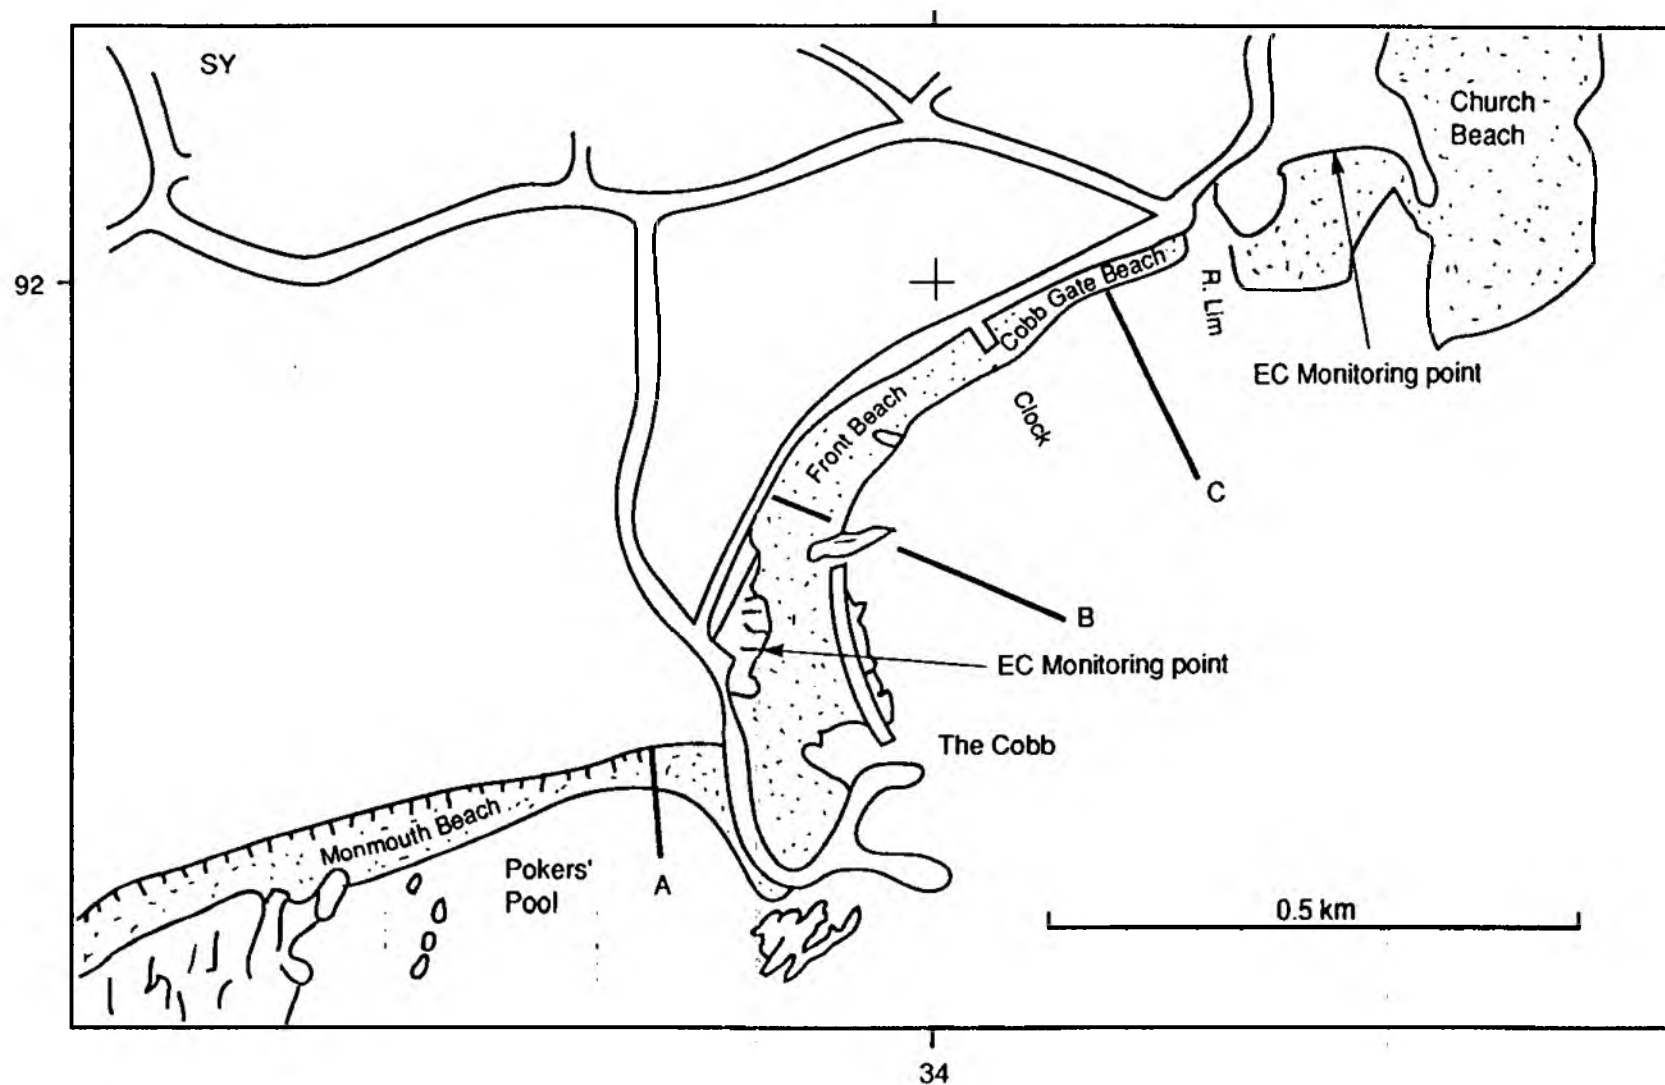 SY
Church
Beach
92
Cobb Gate Beach
R. Lim
EC Monitoring point
Front Beach
Clock
C
B
EC Monitoring point
The Cobb
Monmouth Beach
Pokers'
Pool
A
0.5 km
34